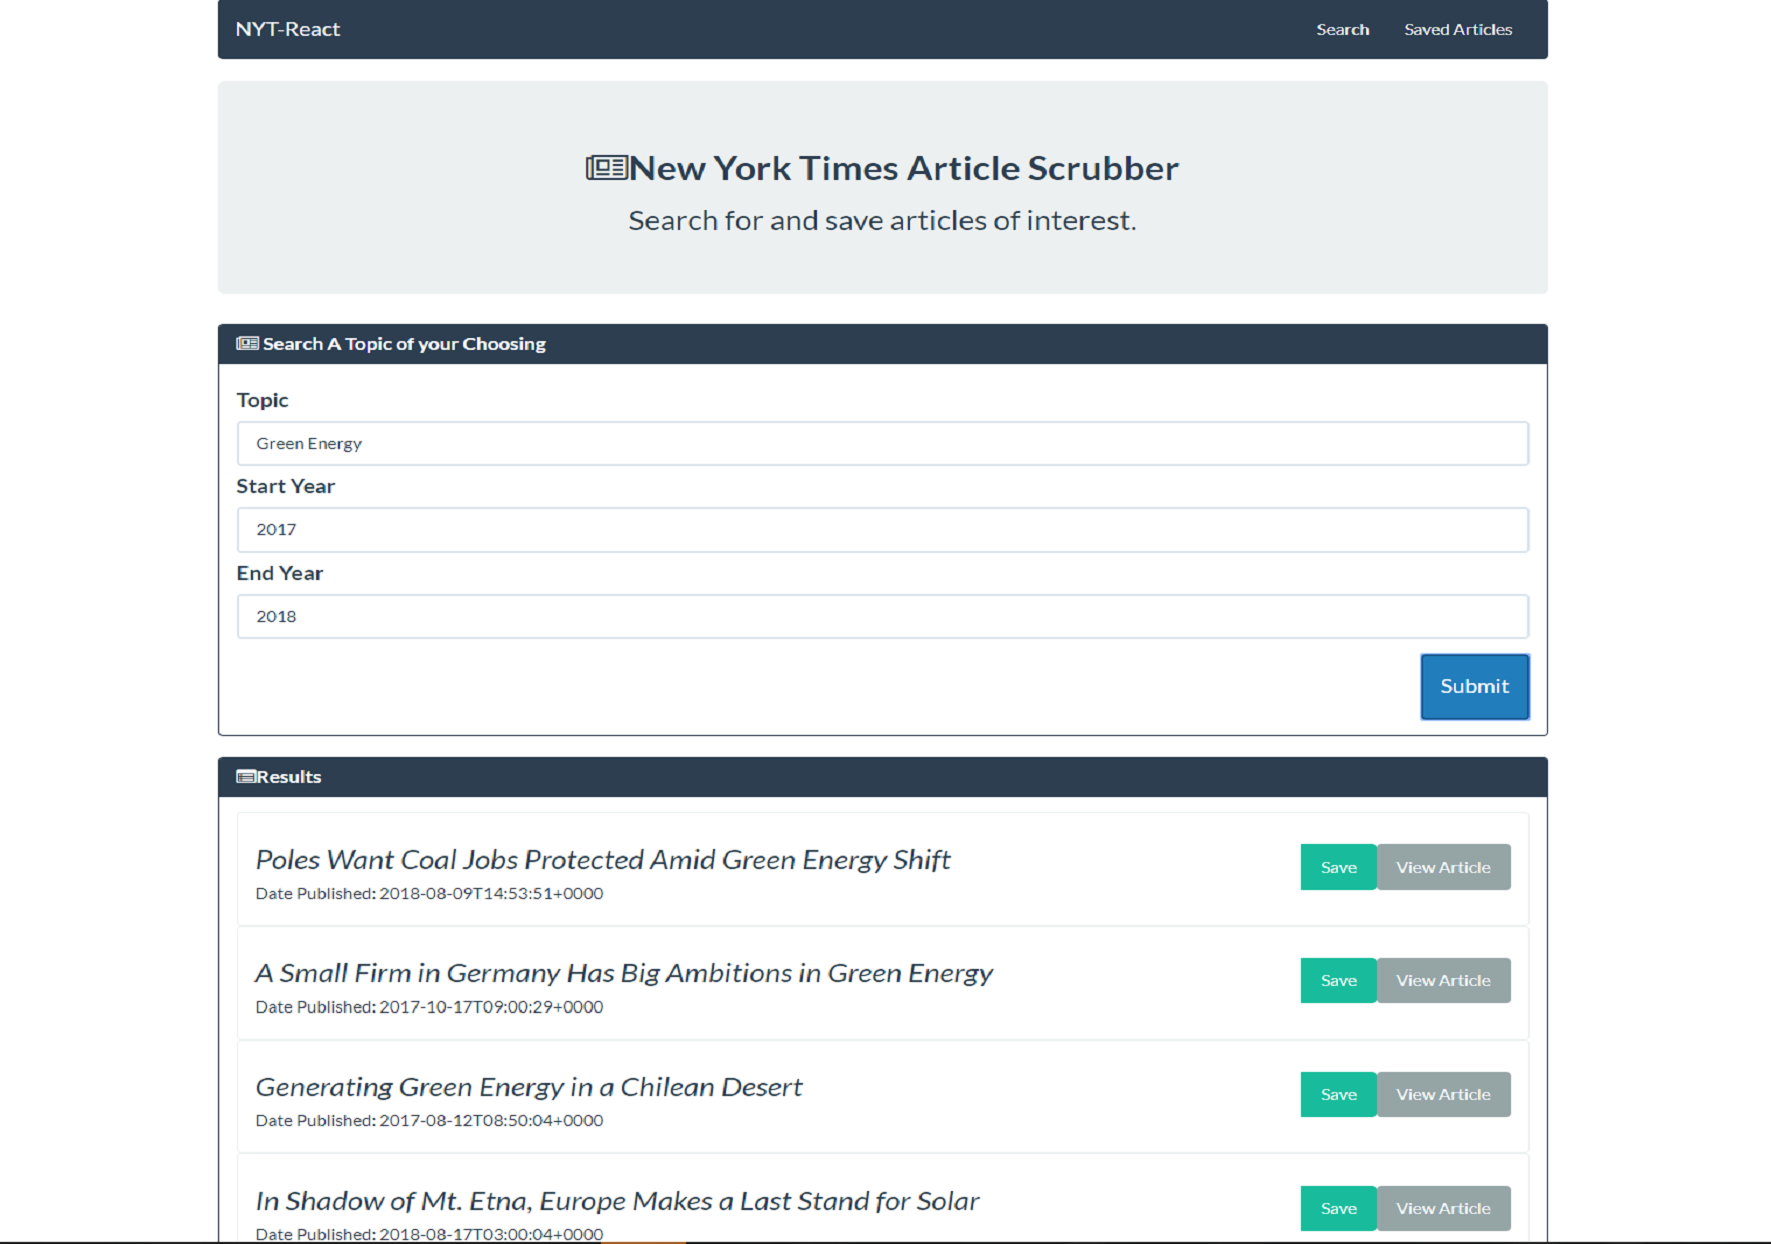 NYT-React
Search Saved Articles
New York Times Article Scrubber
Search for and save articles of interest.
Search A Topic of your Choosing
Topic
Green Energy
Start Year
2017
End Year
2018
Submit
Results
Poles Want Coal Jobs Protected Amid Green Energy Shift
Date Published: 2018-08-09T14:53:51+0000
Save View Article
A Small Firm in Germany Has Big Ambitions in Green Energy
Date Published: 2017-10-17T09:00:29+0000
Save View Article
Generating Green Energy in a Chilean Desert
Date Published: 2017-08-12T08:50:04+0000
Save View Article
In Shadow of Mt. Etna, Europe Makes a Last Stand for Solar
Date Published: 2018-08-17T03:00:04+0000
Save View Article